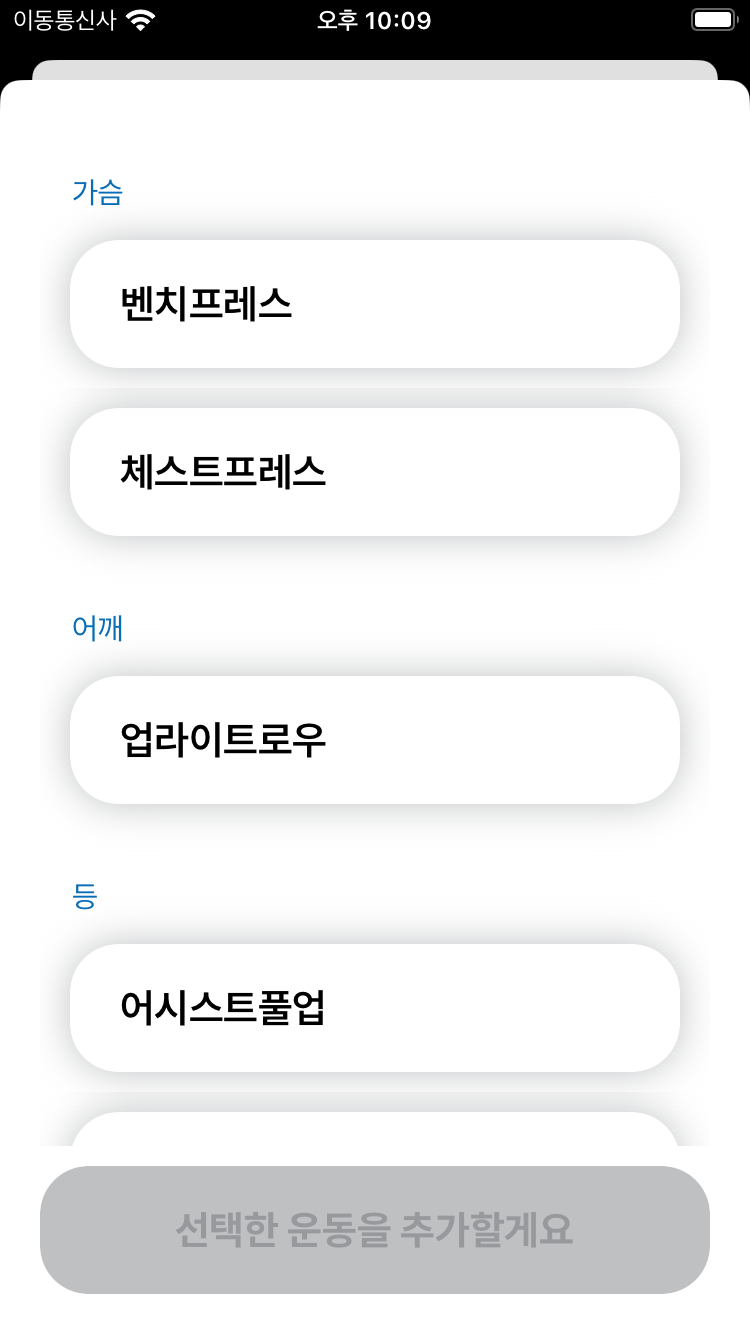 이동통신사 오후 10:09
가슴
벤치프레스
체스트프레스
어깨
업라이트로우
등
어시스트풀업
선택한 운동을 추가할게요